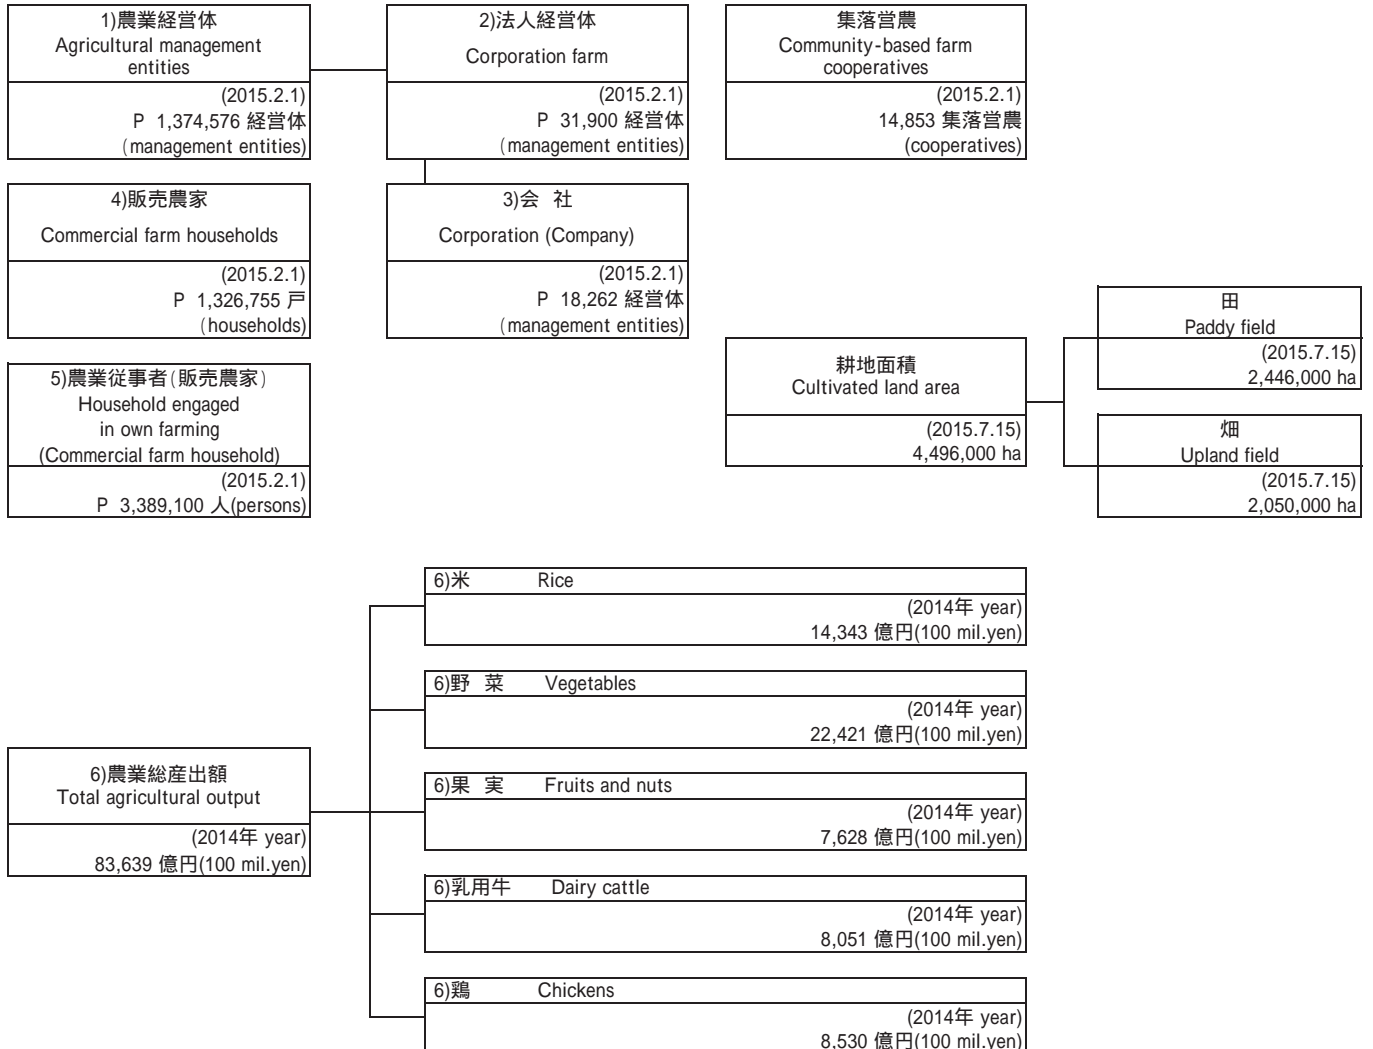 1)農業経営体
Agricultural management
entities
(2015.2.1)
P 1,374,576 経営体
(management entities)
2)法人経営体
Corporation farm
(2015.2.1)
P 31,900 経営体
(management entities)
集落営農
Community-based farm
cooperatives
(2015.2.1)
14,853 集落営農
(cooperatives)
4)販売農家
Commercial farm households
(2015.2.1)
P 1,326,755 戸
(households)
3)会 社
Corporation (Company)
(2015.2.1)
P 18,262 経営体
(management entities)
5)農業従事者(販売農家)
Household engaged
in own farming
(Commercial farm household)
(2015.2.1)
P 3,389,100 人(persons)
耕地面積
Cultivated land area
(2015.7.15)
4,496,000 ha
田
Paddy field
(2015.7.15)
2,446,000 ha
畑
Upland field
(2015.7.15)
2,050,000 ha
6)農業総産出額
Total agricultural output
(2014年 year)
83,639 億円(100 mil.yen)
6)米 Rice
(2014年 year)
14,343 億円(100 mil.yen)
6)野 菜 Vegetables
(2014年 year)
22,421 億円(100 mil.yen)
6)果 実 Fruits and nuts
(2014年 year)
7,628 億円(100 mil.yen)
6)乳用牛 Dairy cattle
(2014年 year)
8,051 億円(100 mil.yen)
6)鶏 Chickens
(2014年 year)
8,530 億円(100 mil.yen)